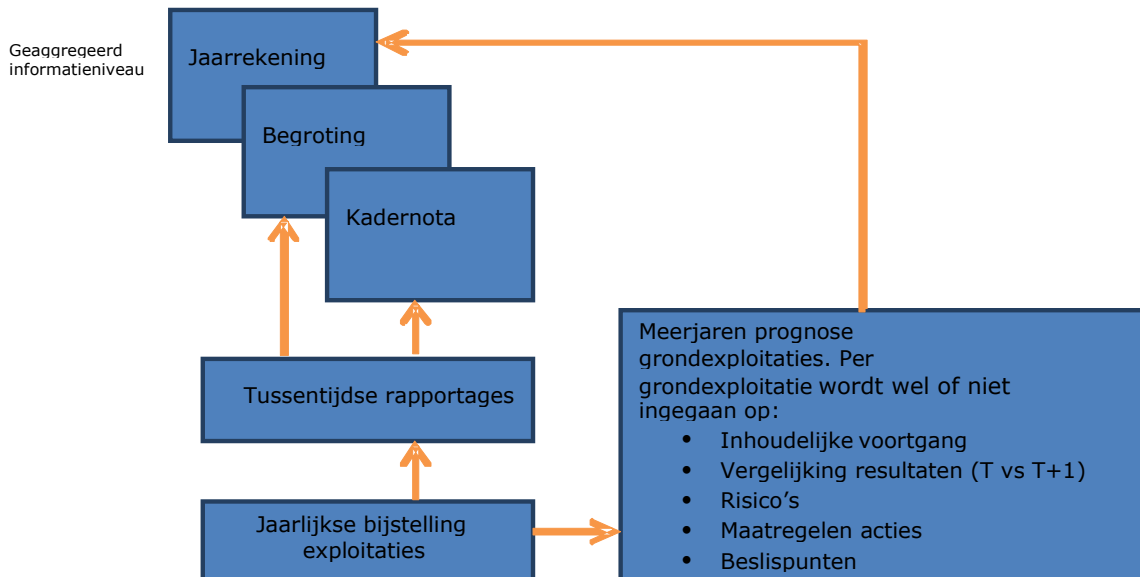 Geaggregeerd
informatieniveau
Jaarrekening
Begroting
Kadernota
Tussentijdse rapportages
Jaarlijkse bijstelling
exploitaties
Meerjaren prognose
grondexploitaties. Per
grondexploitatie wordt wel of niet
ingegaan op:
• Inhoudelijke voortgang
• Vergelijking resultaten (T vs T+1)
• Risico’s
• Maatregelen acties
• Beslispunten